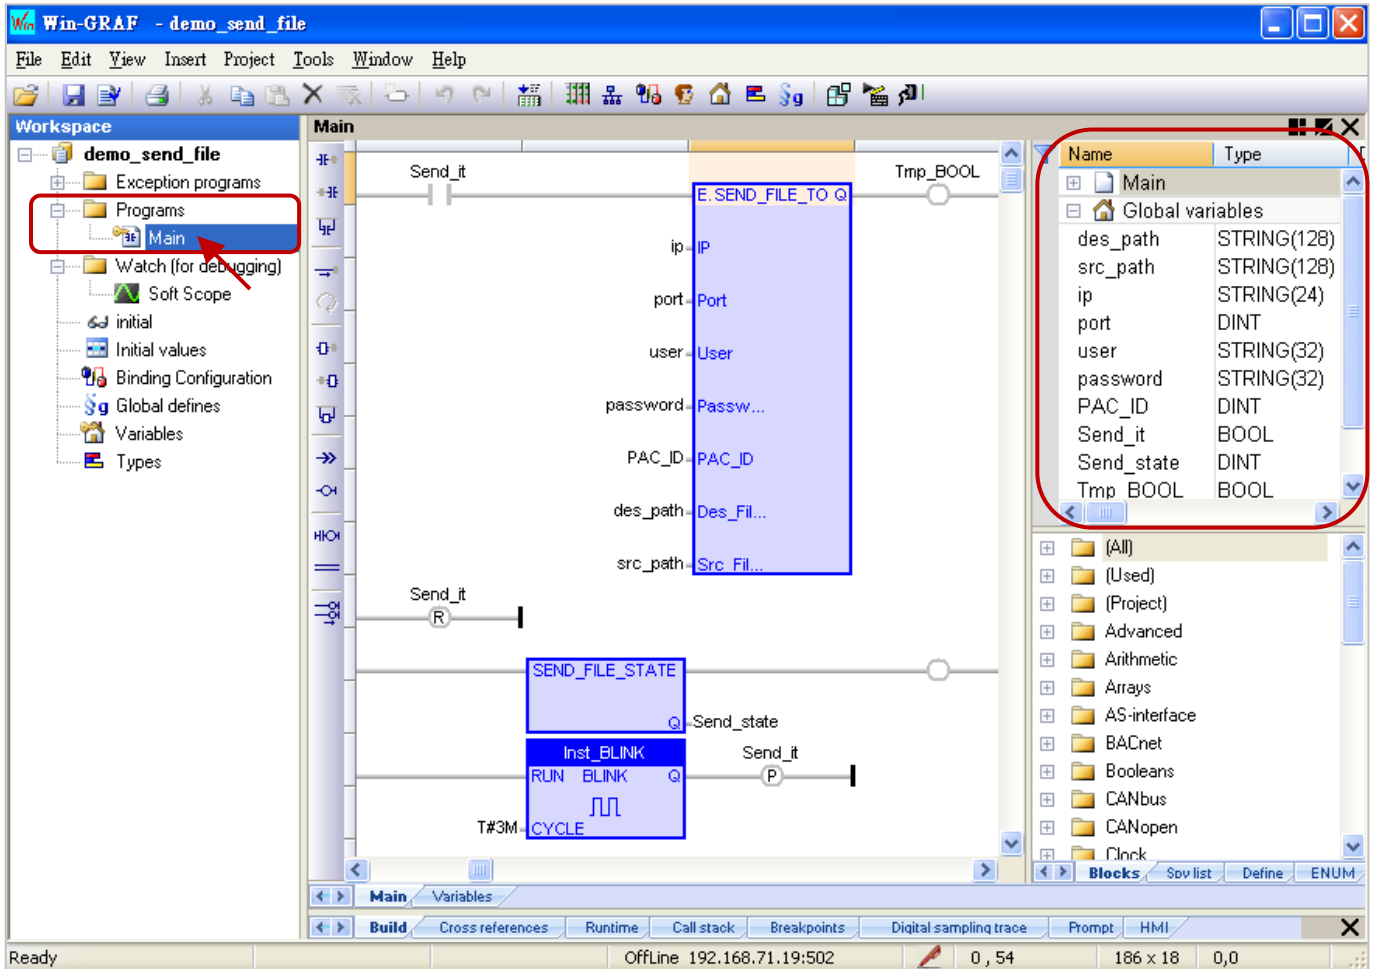 Win-GRAF - demo_send_file
File Edit View Insert Project Tools Window Help
Workspace
demo_send_file
Exception programs
Programs
Main
Watch (for debugging)
Soft Scope
initial
Initial values
Binding Configuration
Global defines
Variables
Types
Main
Send_it
Tmp_BOOL
E. SEND_FILE_TO Q
ip IP
port Port
user User
password Passw...
PAC_ID PAC_ID
des_path Des_Fil...
src_path Src_Fil...
Send_it
R
SEND_FILE_STATE
Q Send_state
Inst_BLINK
Send_it
RUN BLINK Q
P
T#3M CYCLE
Main Variables
Name Type
Main
Global variables
des_path STRING(128)
src_path STRING(128)
ip STRING(24)
port DINT
user STRING(32)
password STRING(32)
PAC_ID DINT
Send_it BOOL
Send_state DINT
Tmp_BOOL BOOL
(All)
(Used)
(Project)
Advanced
Arithmetic
Arrays
AS-interface
BACnet
Booleans
CANbus
CANopen
Clock
Blocks Spy list Define ENUM
Build Cross references Runtime Call stack Breakpoints Digital sampling trace Prompt HMI
Ready OffLine 192.168.71.19:502 0 , 54 186 x 18 0,0